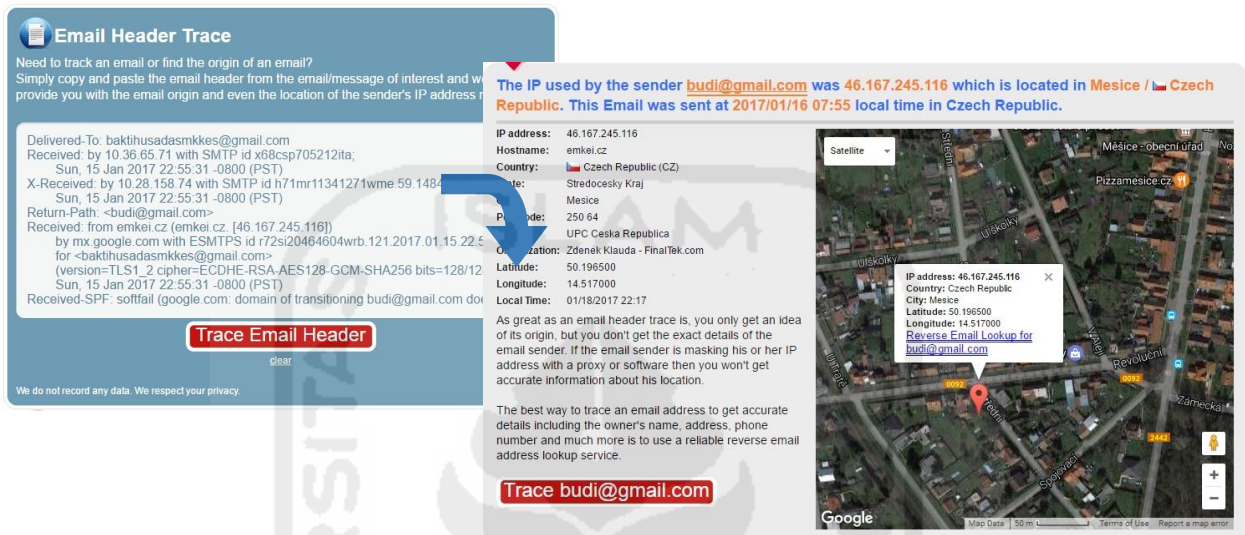 Email Header Trace
Need to track an email or find the origin of an email?
Simply copy and paste the email header from the email/message of interest and we
provide you with the email origin and even the location of the sender's IP address
Delivered-To: baktihusadasmkkes@gmail.com
Received: by 10.36.65.71 with SMTP id x68csp705212ita;
Sun, 15 Jan 2017 22:55:31 -0800 (PST)
X-Received: by 10.28.158.74 with SMTP id h71mr11341271wme.59.1484
Sun, 15 Jan 2017 22:55:31 -0800 (PST)
Return-Path: <budi@gmail.com>
Received: from emkei.cz (emkei.cz. [46.167.245.116])
by mx.google.com with ESMTPS id r72si20464604wrb.121.2017.01.15.22.5
for <baktihusadasmkkes@gmail.com>
(version=TLS1_2 cipher=ECDHE-RSA-AES128-GCM-SHA256 bits=128/12
Sun, 15 Jan 2017 22:55:31 -0800 (PST)
Received-SPF: softfail (google.com: domain of transitioning budi@gmail.com doe
Trace Email Header
clear
We do not record any data. We respect your privacy.
The IP used by the sender budi@gmail.com was 46.167.245.116 which is located in Mesice / Czech
Republic. This Email was sent at 2017/01/16 07:55 local time in Czech Republic.
IP address: 46.167.245.116
Hostname: emkei.cz
Country: Czech Republic (CZ)
Stredocesky Kraj
Mesice
250 64
UPC Ceska Republica
Zdenek Klauda - FinalTek.com
Latitude: 50.196500
Longitude: 14.517000
Local Time: 01/18/2017 22:17
As great as an email header trace is, you only get an idea
of its origin, but you don't get the exact details of the
email sender. If the email sender is masking his or her IP
address with a proxy or software then you won't get
accurate information about his location.
The best way to trace an email address to get accurate
details including the owner's name, address, phone
number and much more is to use a reliable reverse email
address lookup service.
Trace budi@gmail.com
Satellite
Střední
Měšice - obecní úřad
No.
Pizzamesice.cz
U školky
U školky
IP address: 46.167.245.116
Country: Czech Republic
City: Mesice
Latitude: 50.196500
Longitude: 14.517000
Reverse Email Lookup for
budi@gmail.com
V Aleji
Revoluční
0092
0092
U Tratě
Střední
Zámecká
2442
Spojovací
Google
Map Data
50 m
Terms of Use
Report a map error
ISLAM